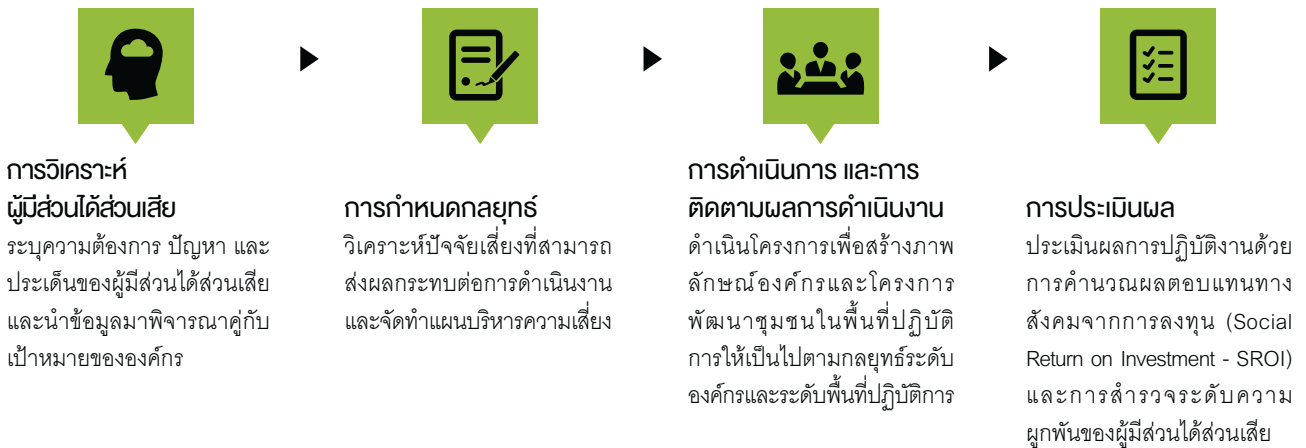 การวิเคราะห์
ผู้มีส่วนได้ส่วนเสีย
ระบุความต้องการ ปัญหา และ
ประเด็นของผู้มีส่วนได้ส่วนเสีย
และนำข้อมูลมาพิจารณาคู่กับ
เป้าหมายขององค์กร
การกำหนดกลยุทธ์
วิเคราะห์ปัจจัยเสี่ยงที่สามารถ
ส่งผลกระทบต่อการดำเนินงาน
และจัดทำแผนบริหารความเสี่ยง
การดำเนินการ และการ
ติดตามผลการดำเนินงาน
ดำเนินโครงการเพื่อสร้างภาพ
ลักษณ์องค์กรและโครงการ
พัฒนาชุมชนในพื้นที่ปฏิบัติ
การให้เป็นไปตามกลยุทธ์ระดับ
องค์กรและระดับพื้นที่ปฏิบัติการ
การประเมินผล
ประเมินผลการปฏิบัติงานด้วย
การคำนวณผลตอบแทนทาง
สังคมจากการลงทุน (Social
Return on Investment - SROI)
และการสำรวจระดับความ
ผูกพันของผู้มีส่วนได้ส่วนเสีย